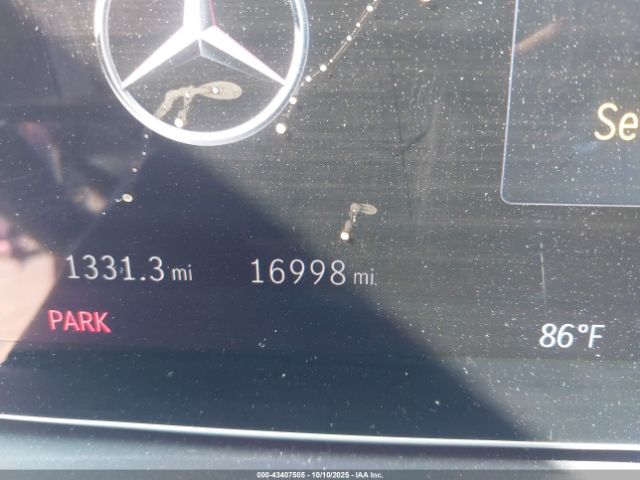 Se
1331.3 mi 16998 mi
PARK
86°F
000-43407505 - 10/10/2025 - IAA Inc.